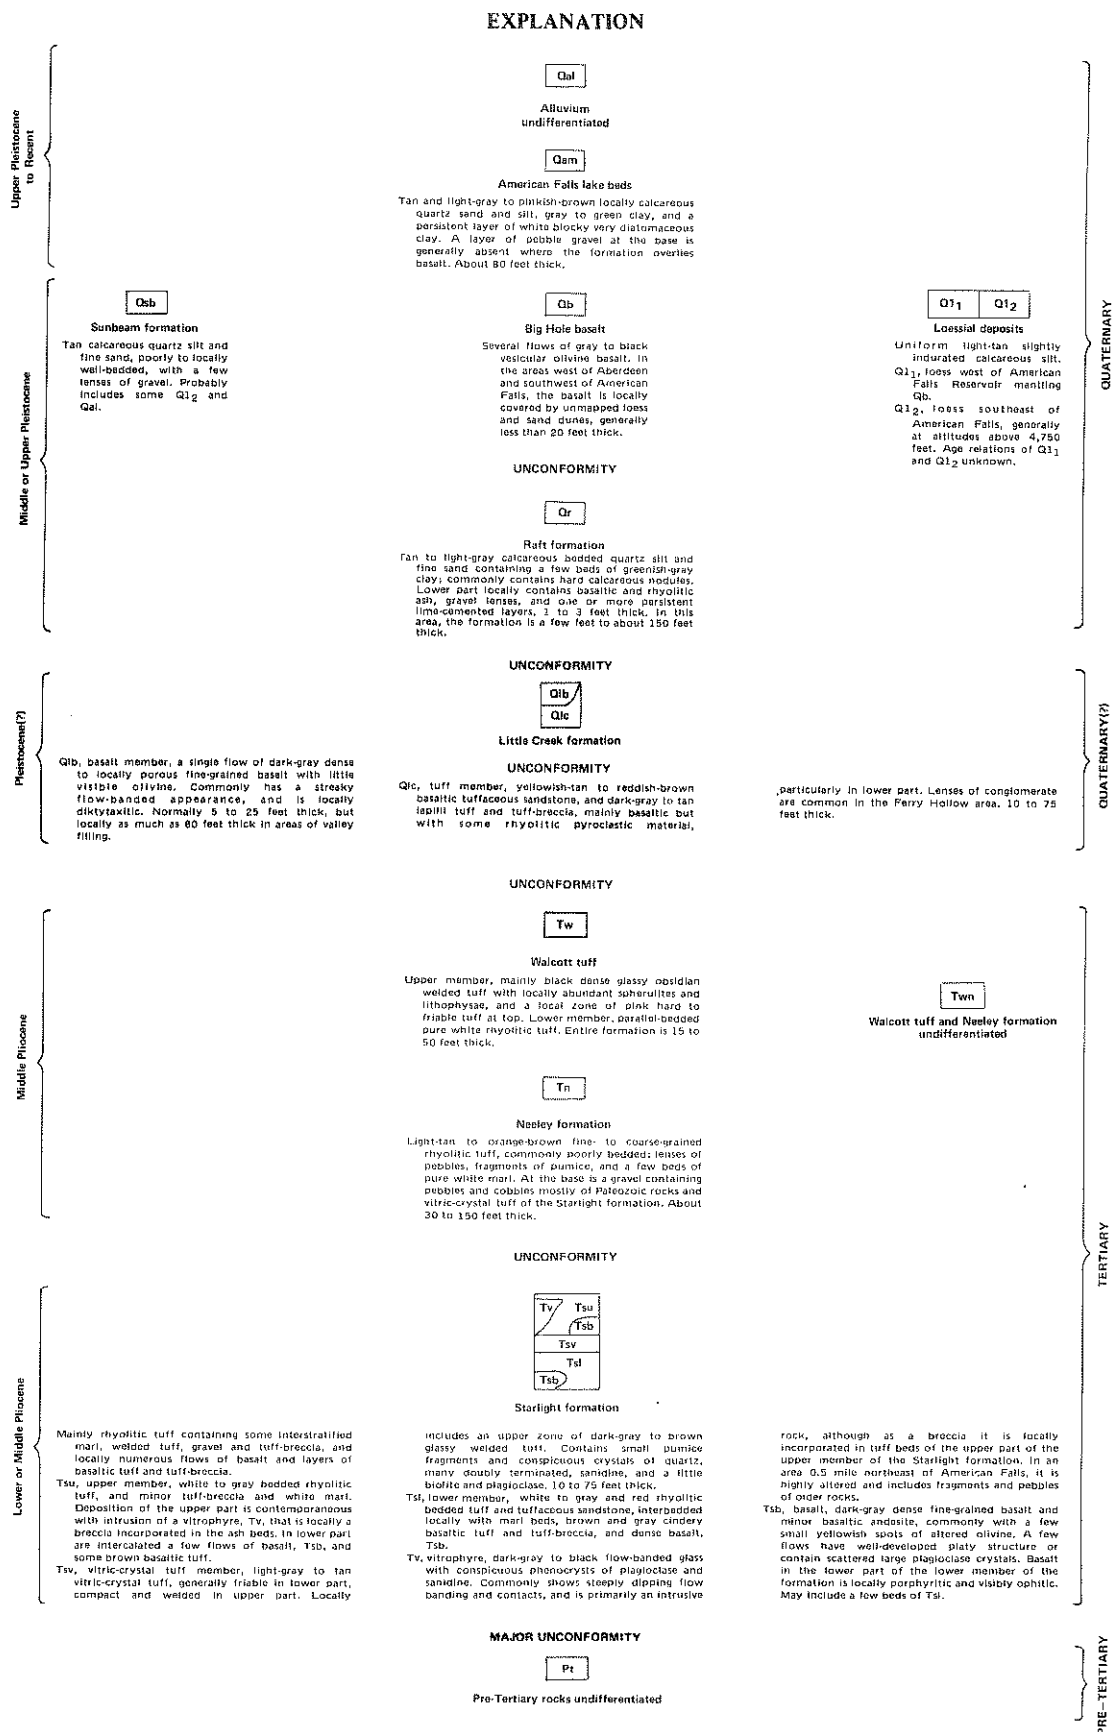 EXPLANATION
Upper Pleistocene
to Recent
Qal
Alluvium
undifferentiated
Qam
American Falls lake beds
Tan and light-gray to pinkish-brown locally calcareous
quartz sand and silt, gray to green clay, and a
persistent layer of white blocky very diatomaceous
clay. A layer of pebble gravel at the base is
generally absent where the formation overlies
basalt. About 80 feet thick.
QUATERNARY
Middle or Upper Pleistocene
Qsb
Sunbeam formation
Tan calcareous quartz silt and
fine sand, poorly to locally
well-bedded, with a few
lenses of gravel. Probably
includes some Ql2 and
Qal.
Qb
Big Hole basalt
Several flows of gray to black
vesicular olivine basalt. In
the areas west of Aberdeen
and southwest of American
Falls, the basalt is locally
covered by unmapped loess
and sand dunes, generally
less than 20 feet thick.
Ql1 Ql2
Loessial deposits
Uniform light-tan slightly
indurated calcareous silt.
Ql1, loess west of American
Falls Reservoir mantling
Qb.
Ql2, loess southeast of
American Falls, generally
at altitudes above 4,750
feet. Age relations of Ql1
and Ql2 unknown.
UNCONFORMITY
Qr
Raft formation
Tan to light-gray calcareous bedded quartz silt and
fine sand containing a few beds of greenish-gray
clay; commonly contains hard calcareous nodules.
Lower part locally contains basaltic and rhyolitic
ash, gravel lenses, and one or more persistent
lime-cemented layers, 1 to 3 feet thick. In this
area, the formation is a few feet to about 150 feet
thick.
UNCONFORMITY
Pleistocene(?)
Qlb
Qlc
Little Creek formation
Qlb, basalt member, a single flow of dark-gray dense
to locally porous fine-grained basalt with little
visible olivine. Commonly has a streaky
flow-banded appearance, and is locally
diktytaxitic. Normally 5 to 25 feet thick, but
locally as much as 80 feet thick in areas of valley
filling.
UNCONFORMITY
Qlc, tuff member, yellowish-tan to reddish-brown
basaltic tuffaceous sandstone, and dark-gray to tan
lapilli tuff and tuff-breccia, mainly basaltic but
with some rhyolitic pyroclastic material,
particularly in lower part. Lenses of conglomerate
are common in the Ferry Hollow area. 10 to 75
feet thick.
QUATERNARY(?)
UNCONFORMITY
Middle Pliocene
Tw
Walcott tuff
Upper member, mainly black dense glassy obsidian
welded tuff with locally abundant spherulites and
lithophysae, and a local zone of pink hard to
friable tuff at top. Lower member, parallel-bedded
pure white rhyolitic tuff. Entire formation is 15 to
50 feet thick.
Twn
Walcott tuff and Neeley formation
undifferentiated
Tn
Neeley formation
Light-tan to orange-brown fine- to coarse-grained
rhyolitic tuff, commonly poorly bedded; lenses of
pebbles, fragments of pumice, and a few beds of
pure white marl. At the base is a gravel containing
pebbles and cobbles mostly of Paleozoic rocks and
vitric-crystal tuff of the Starlight formation. About
30 to 150 feet thick.
TERTIARY
UNCONFORMITY
Lower or Middle Pliocene
Tv Tsu
Tsb
Tsv
Tsl
Tsb
Starlight formation
Mainly rhyolitic tuff containing some interstratified
marl, welded tuff, gravel and tuff-breccia, and
locally numerous flows of basalt and layers of
basaltic tuff and tuff-breccia.
Tsu, upper member, white to gray bedded rhyolitic
tuff, and minor tuff-breccia and white marl.
Deposition of the upper part is contemporaneous
with intrusion of a vitrophyre, Tv, that is locally a
breccia incorporated in the ash beds. In lower part
are intercalated a few flows of basalt, Tsb, and
some brown basaltic tuff.
Tsv, vitric-crystal tuff member, light-gray to tan
vitric-crystal tuff, generally friable in lower part,
compact and welded in upper part. Locally
includes an upper zone of dark-gray to brown
glassy welded tuff. Contains small pumice
fragments and conspicuous crystals of quartz,
many doubly terminated, sanidine, and a little
biotite and plagioclase. 10 to 75 feet thick.
Tsl, lower member, white to gray and red rhyolitic
bedded tuff and tuffaceous sandstone, interbedded
locally with marl beds, brown and gray cindery
basaltic tuff and tuff-breccia, and dense basalt,
Tsb.
Tv, vitrophyre, dark-gray to black flow-banded glass
with conspicuous phenocrysts of plagioclase and
sanidine. Commonly shows steeply dipping flow
banding and contacts, and is primarily an intrusive
rock, although as a breccia it is locally
incorporated in tuff beds of the upper part of the
upper member of the Starlight formation. In an
area 0.5 mile northeast of American Falls, it is
highly altered and includes fragments and pebbles
of older rocks.
Tsb, basalt, dark-gray dense fine-grained basalt and
minor basaltic andesite, commonly with a few
small yellowish spots of altered olivine. A few
flows have well-developed platy structure or
contain scattered large plagioclase crystals. Basalt
in the lower part of the lower member of the
formation is locally porphyritic and visibly ophitic.
May include a few beds of Tsl.
MAJOR UNCONFORMITY
Pt
Pre-Tertiary rocks undifferentiated
PRE-TERTIARY